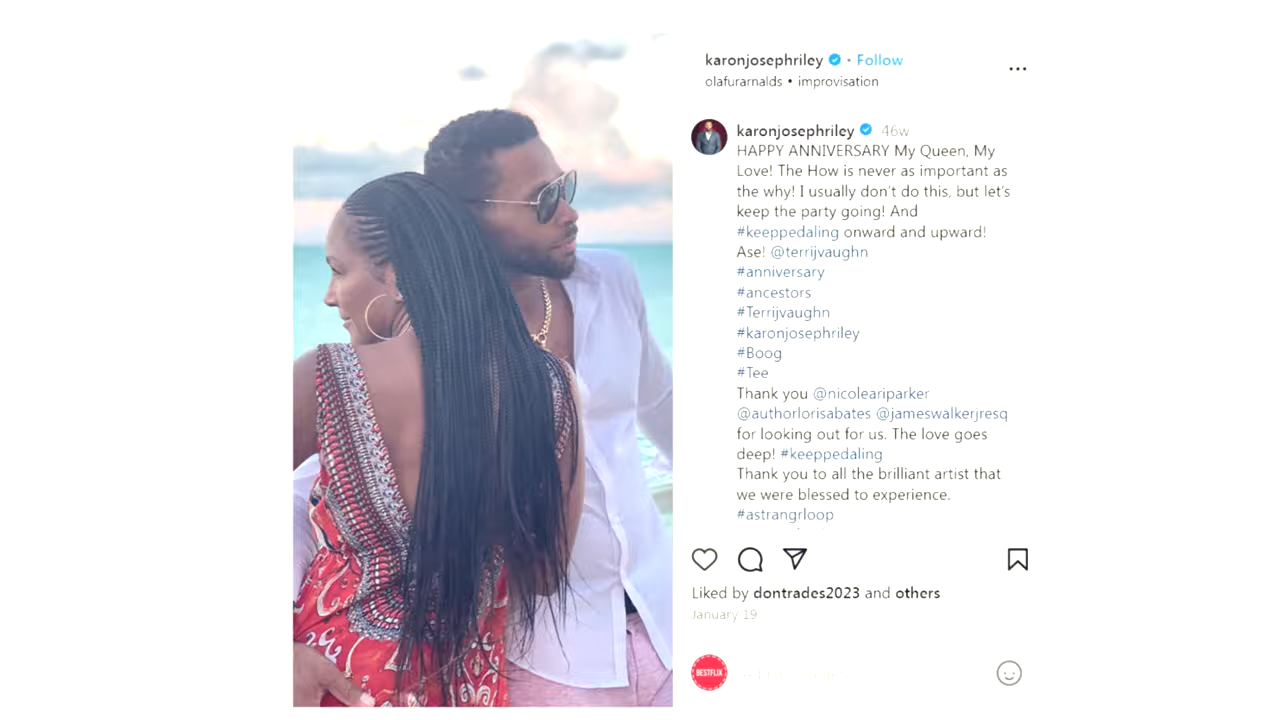 karonjosephriley • Follow
olafurarnalds • improvisation
karonjosephriley 46w
HAPPY ANNIVERSARY My Queen, My
Love! The How is never as important as
the why! I usually don't do this, but let's
keep the party going! And
#keeppedaling onward and upward!
Ase! @terrijvaughn
#anniversary
#ancestors
#Terrijvaughn
#karonjosephriley
#Boog
#Tee
Thank you @nicoleariparker
@authorlorisabates @jameswalkerjresq
for looking out for us. The love goes
deep! #keeppedaling
Thank you to all the brilliant artist that
we were blessed to experience.
#astrangrloop
Liked by dontrades2023 and others
January 19
BESTFLIX